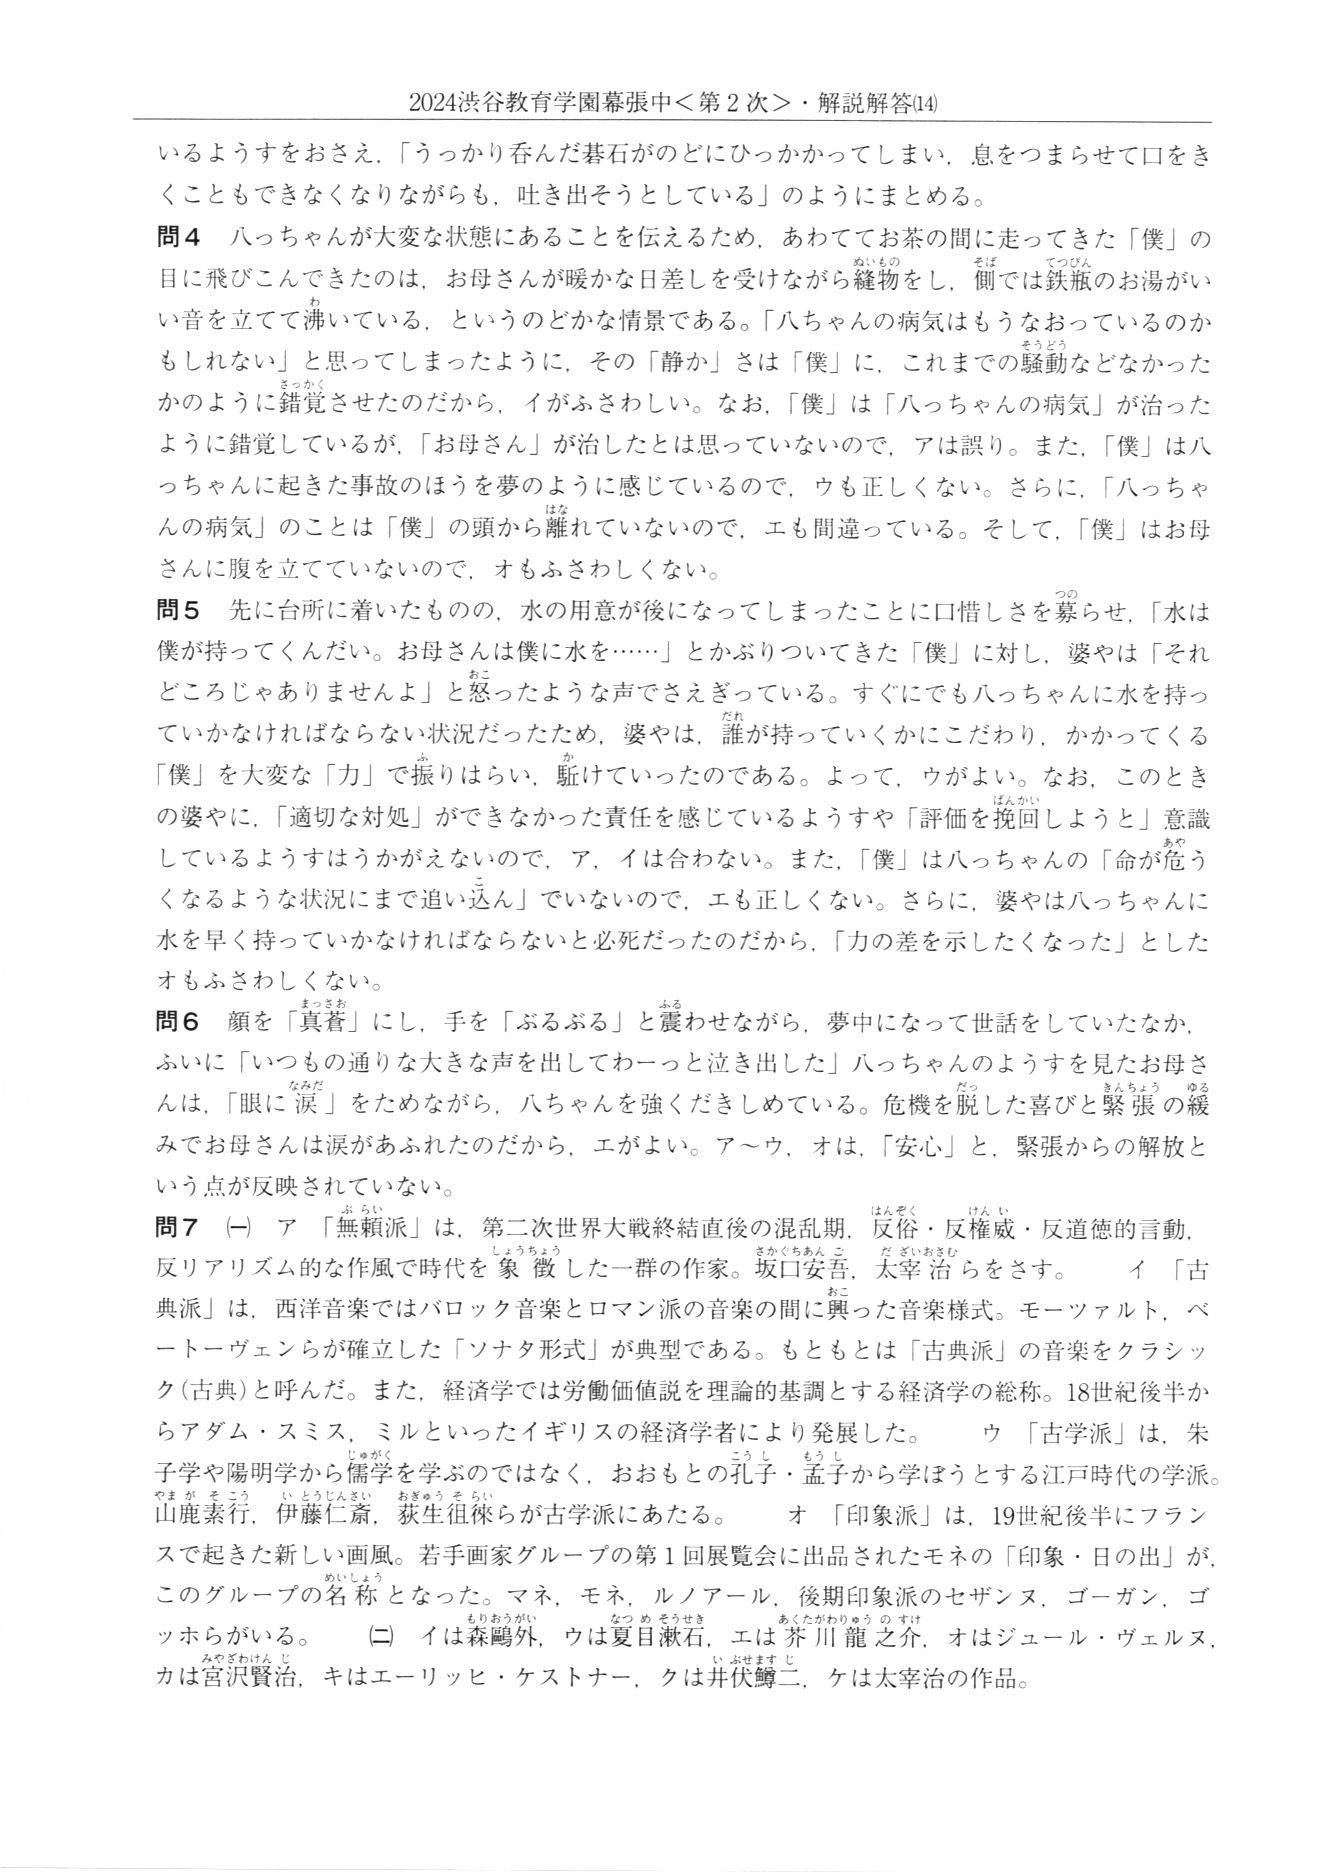 2024渋谷教育学園幕張中＜第２次＞・解説解答⒁
いるようすをおさえ，「うっかり呑んだ碁石がのどにひっかかってしまい，息をつまらせて口をき
くこともできなくなりながらも，吐き出そうとしている」のようにまとめる。
問4　八っちゃんが大変な状態にあることを伝えるため，あわててお茶の間に走ってきた「僕」の
目に飛びこんできたのは，お母さんが暖かな日差しを受けながら縫物をし，側では鉄瓶のお湯がい
い音を立てて沸いている，というのどかな情景である。「八ちゃんの病気はもうなおっているのか
もしれない」と思ってしまったように，その「静か」さは「僕」に，これまでの騒動などなかった
かのように錯覚させたのだから，イがふさわしい。なお，「僕」は「八っちゃんの病気」が治った
ように錯覚しているが，「お母さん」が治したとは思っていないので，アは誤り。また，「僕」は八
っちゃんに起きた事故のほうを夢のように感じているので，ウも正しくない。さらに，「八っちゃ
んの病気」のことは「僕」の頭から離れていないので，エも間違っている。そして，「僕」はお母
さんに腹を立てていないので，オもふさわしくない。
問5　先に台所に着いたものの，水の用意が後になってしまったことに口惜しさを募らせ，「水は
僕が持ってくんだい。お母さんは僕に水を……」とかぶりついてきた「僕」に対し，婆やは「それ
どころじゃありませんよ」と怒ったような声でさえぎっている。すぐにでも八っちゃんに水を持っ
ていかなければならない状況だったため，婆やは，誰が持っていくかにこだわり，かかってくる
「僕」を大変な「力」で振りはらい，駈けていったのである。よって，ウがよい。なお，このとき
の婆やに，「適切な対処」ができなかった責任を感じているようすや「評価を挽回しようと」意識
しているようすはうかがえないので，ア，イは合わない。また，「僕」は八っちゃんの「命が危う
くなるような状況にまで追い込ん」でいないので，エも正しくない。さらに，婆やは八っちゃんに
水を早く持っていかなければならないと必死だったのだから，「力の差を示したくなった」とした
オもふさわしくない。
問6　顔を「真蒼」にし，手を「ぶるぶる」と震わせながら，夢中になって世話をしていたなか，
ふいに「いつもの通りな大きな声を出してわーっと泣き出した」八っちゃんのようすを見たお母さ
んは，「眼に涙」をためながら，八ちゃんを強くだきしめている。危機を脱した喜びと緊張の緩
みでお母さんは涙があふれたのだから，エがよい。ア～ウ，オは，「安心」と，緊張からの解放と
いう点が反映されていない。
問7　㈠　ア　「無頼派」は，第二次世界大戦終結直後の混乱期，反俗・反権威・反道徳的言動，
反リアリズム的な作風で時代を象徴した一群の作家。坂口安吾，太宰治らをさす。　　イ　「古
典派」は，西洋音楽ではバロック音楽とロマン派の音楽の間に興った音楽様式。モーツァルト，ベ
ートーヴェンらが確立した「ソナタ形式」が典型である。もともとは「古典派」の音楽をクラシッ
ク(古典)と呼んだ。また，経済学では労働価値説を理論的基調とする経済学の総称。18世紀後半か
らアダム・スミス，ミルといったイギリスの経済学者により発展した。　　ウ　「古学派」は，朱
子学や陽明学から儒学を学ぶのではなく，おおもとの孔子・孟子から学ぼうとする江戸時代の学派。
山鹿素行，伊藤仁斎，荻生徂徠らが古学派にあたる。　　オ　「印象派」は，19世紀後半にフラン
スで起きた新しい画風。若手画家グループの第１回展覧会に出品されたモネの「印象・日の出」が，
このグループの名称となった。マネ，モネ，ルノアール，後期印象派のセザンヌ，ゴーガン，ゴ
ッホらがいる。　　㈡　イは森鷗外，ウは夏目漱石，エは芥川龍之介，オはジュール・ヴェルヌ，
カは宮沢賢治，キはエーリッヒ・ケストナー，クは井伏鱒二，ケは太宰治の作品。